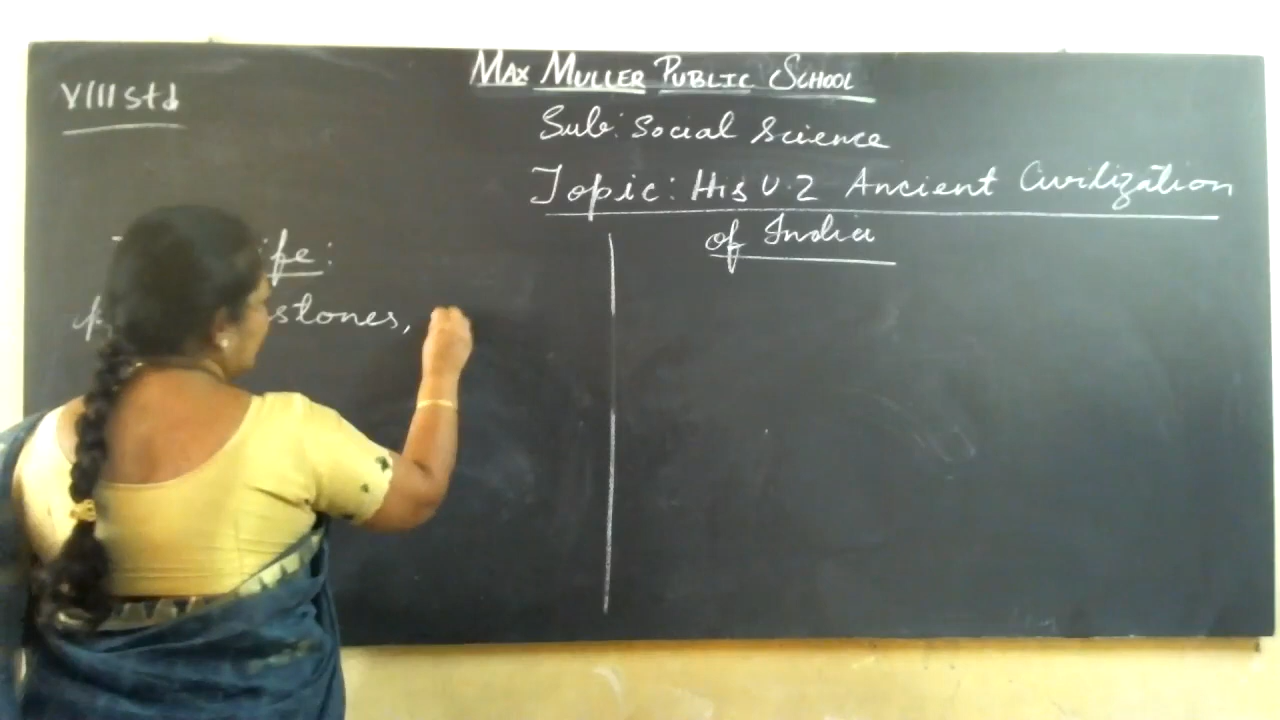 MAX MULLER PUBLIC SCHOOL
VIII std
Sub: Social Science
Topic: His U.2 Ancient Civilization
of India
stones,